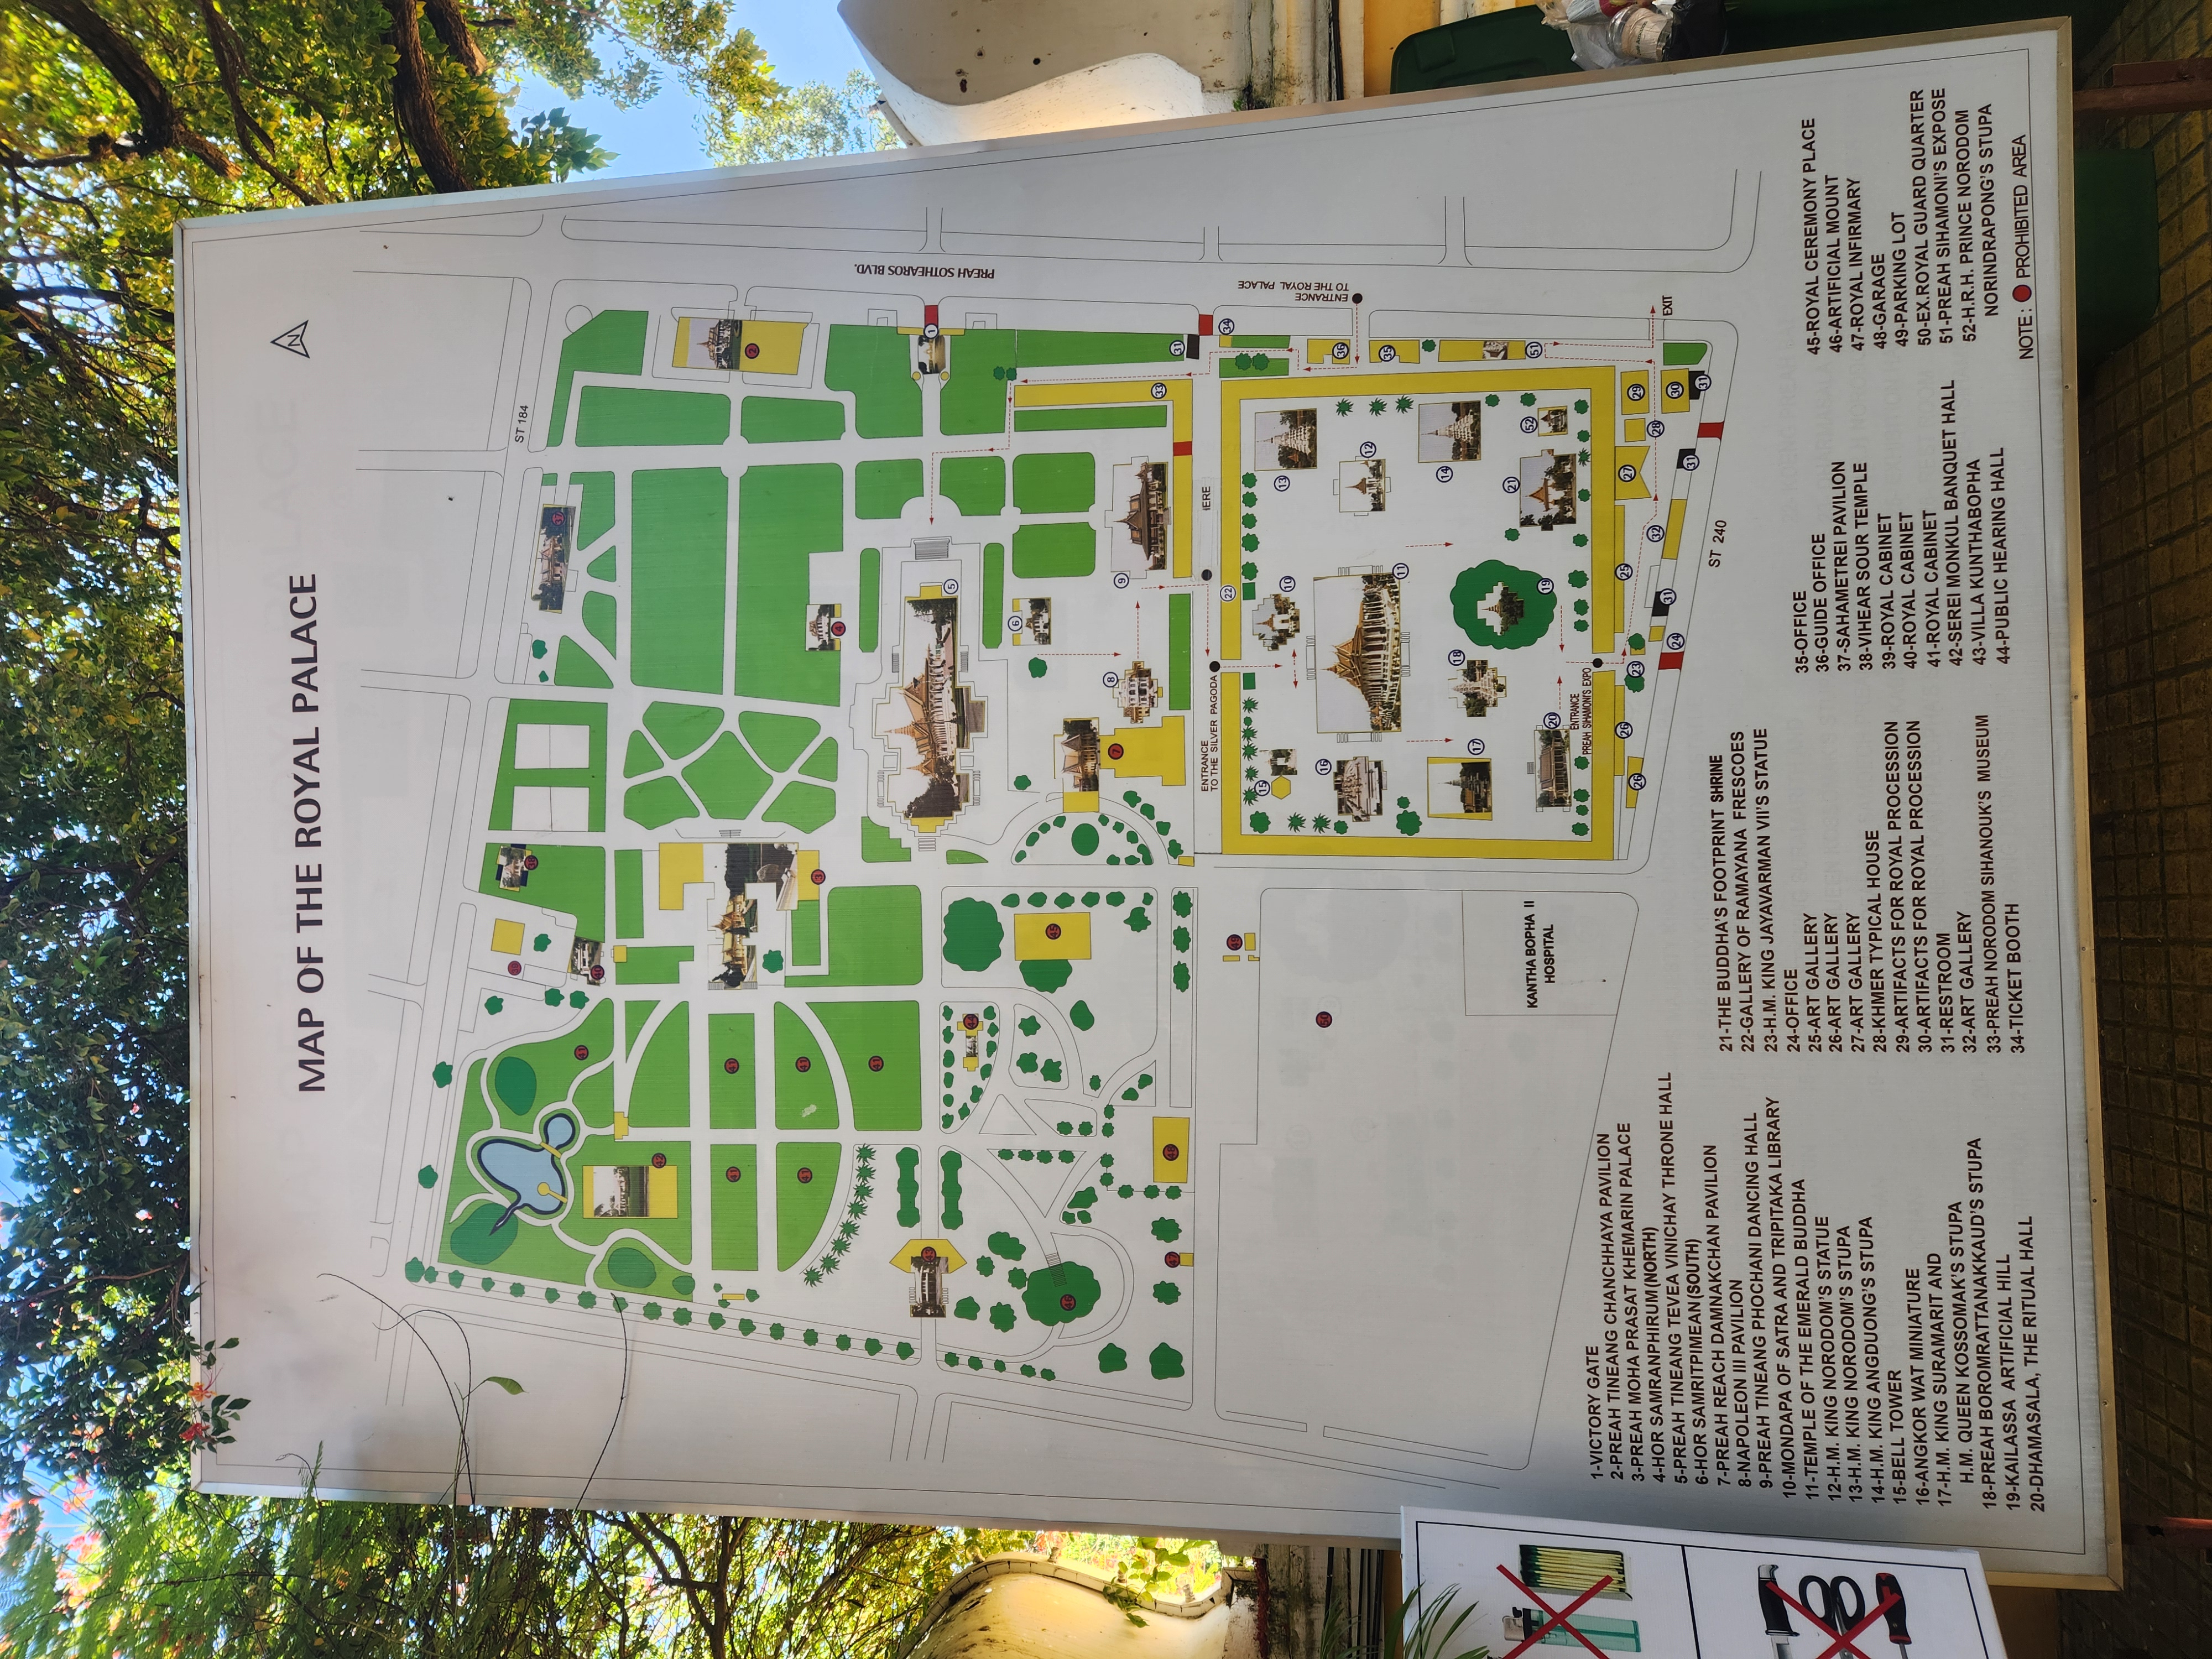 MAP OF THE ROYAL PALACE
N
ST 184
PREAH SOTHEAROS BLVD.
ENTRANCE
TO THE SILVER PAGODA
ENTRANCE
TO THE ROYAL PALACE
KANTHA BOPHA II
HOSPITAL
ENTRANCE
PREAH SIHAMONI'S EXPO
EXIT
ST 240
1-VICTORY GATE
2-PREAH TINEANG CHANCHHAYA PAVILION
3-PREAH MOHA PRASAT KHEMARIN PALACE
4-HOR SAMRANPHIRUM (NORTH)
5-PREAH TINEANG TEVEA VINICHAY THRONE HALL
6-HOR SAMRITPIMEAN (SOUTH)
7-PREAH REACH DAMNAKCHAN PAVILION
8-NAPOLEON III PAVILION
9-PREAH TINEANG PHOCHANI DANCING HALL
10-MONDAPA OF SATRA AND TRIPITAKA LIBRARY
11-TEMPLE OF THE EMERALD BUDDHA
12-H.M. KING NORODOM'S STATUE
13-H.M. KING NORODOM'S STUPA
14-H.M. KING ANGDUONG'S STUPA
15-BELL TOWER
16-ANGKOR WAT MINIATURE
17-H.M. KING SURAMARIT AND
H.M. QUEEN KOSSOMAK'S STUPA
18-PREAH BOROMRATTANAKKAUD'S STUPA
19-KAILASSA ARTIFICIAL HILL
20-DHAMASALA, THE RITUAL HALL
21-THE BUDDHA'S FOOTPRINT SHRINE
22-GALLERY OF RAMAYANA FRESCOES
23-H.M. KING JAYAVARMAN VII'S STATUE
24-OFFICE
25-ART GALLERY
26-ART GALLERY
27-ART GALLERY
28-KHMER TYPICAL HOUSE
29-ARTIFACTS FOR ROYAL PROCESSION
30-ARTIFACTS FOR ROYAL PROCESSION
31-RESTROOM
32-ART GALLERY
33-PREAH NORODOM SIHANOUK'S MUSEUM
34-TICKET BOOTH
35-OFFICE
36-GUIDE OFFICE
37-SAHAMETREI PAVILION
38-VIHEAR SOUR TEMPLE
39-ROYAL CABINET
40-ROYAL CABINET
41-ROYAL CABINET
42-SEREI MONKUL BANQUET HALL
43-VILLA KUNTHABOPHA
44-PUBLIC HEARING HALL
45-ROYAL CEREMONY PLACE
46-ARTIFICIAL MOUNT
47-ROYAL INFIRMARY
48-GARAGE
49-PARKING LOT
50-EX.ROYAL GUARD QUARTER
51-PREAH SIHAMONI'S EXPOSE
52-H.R.H. PRINCE NORODOM
NORINDRAPONG'S STUPA
NOTE : PROHIBITED AREA